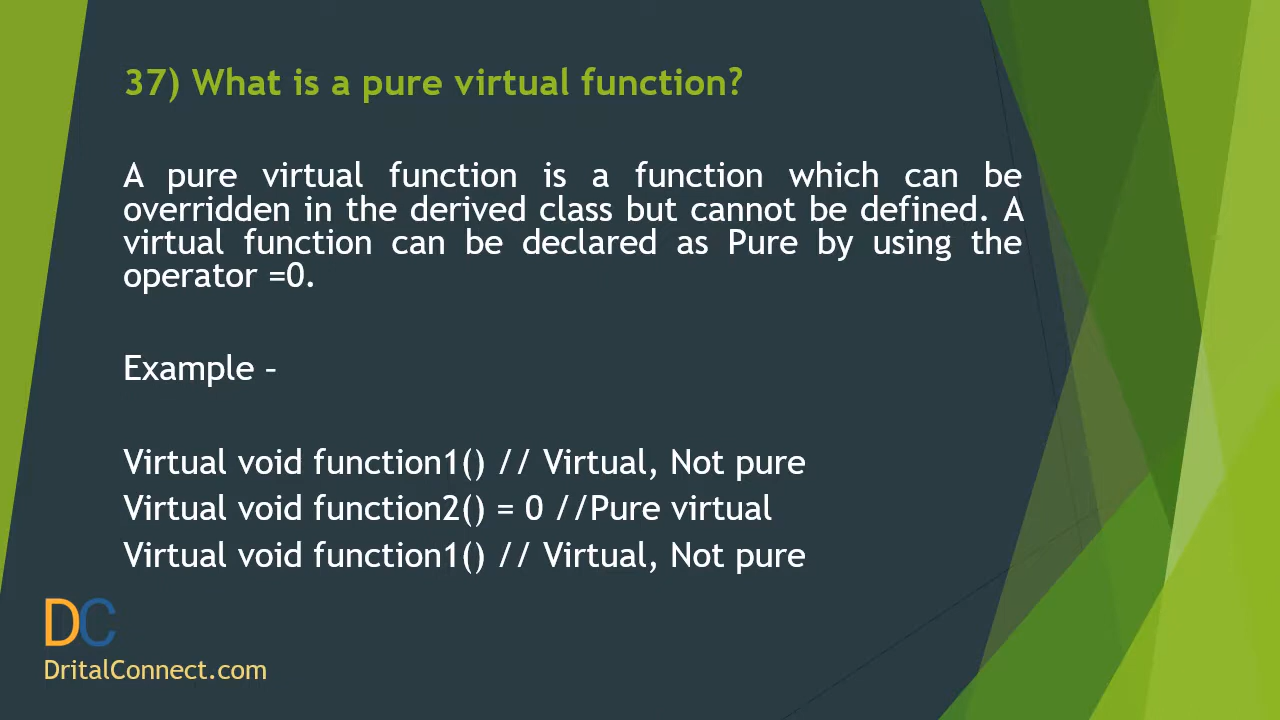 37) What is a pure virtual function?
A pure virtual function is a function which can be
overridden in the derived class but cannot be defined. A
virtual function can be declared as Pure by using the
operator =0.
Example –
Virtual void function1() // Virtual, Not pure
Virtual void function2() = 0 //Pure virtual
Virtual void function1() // Virtual, Not pure
DC
DritalConnect.com